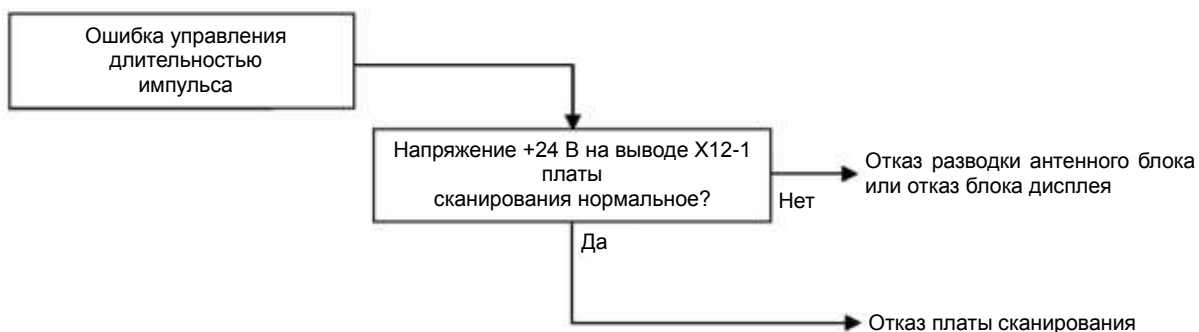 Ошибка управления
длительностью
импульса
Напряжение +24 В на выводе X12-1
платы
сканирования нормальное?
Нет
Отказ разводки антенного блока
или отказ блока дисплея
Да
Отказ платы сканирования